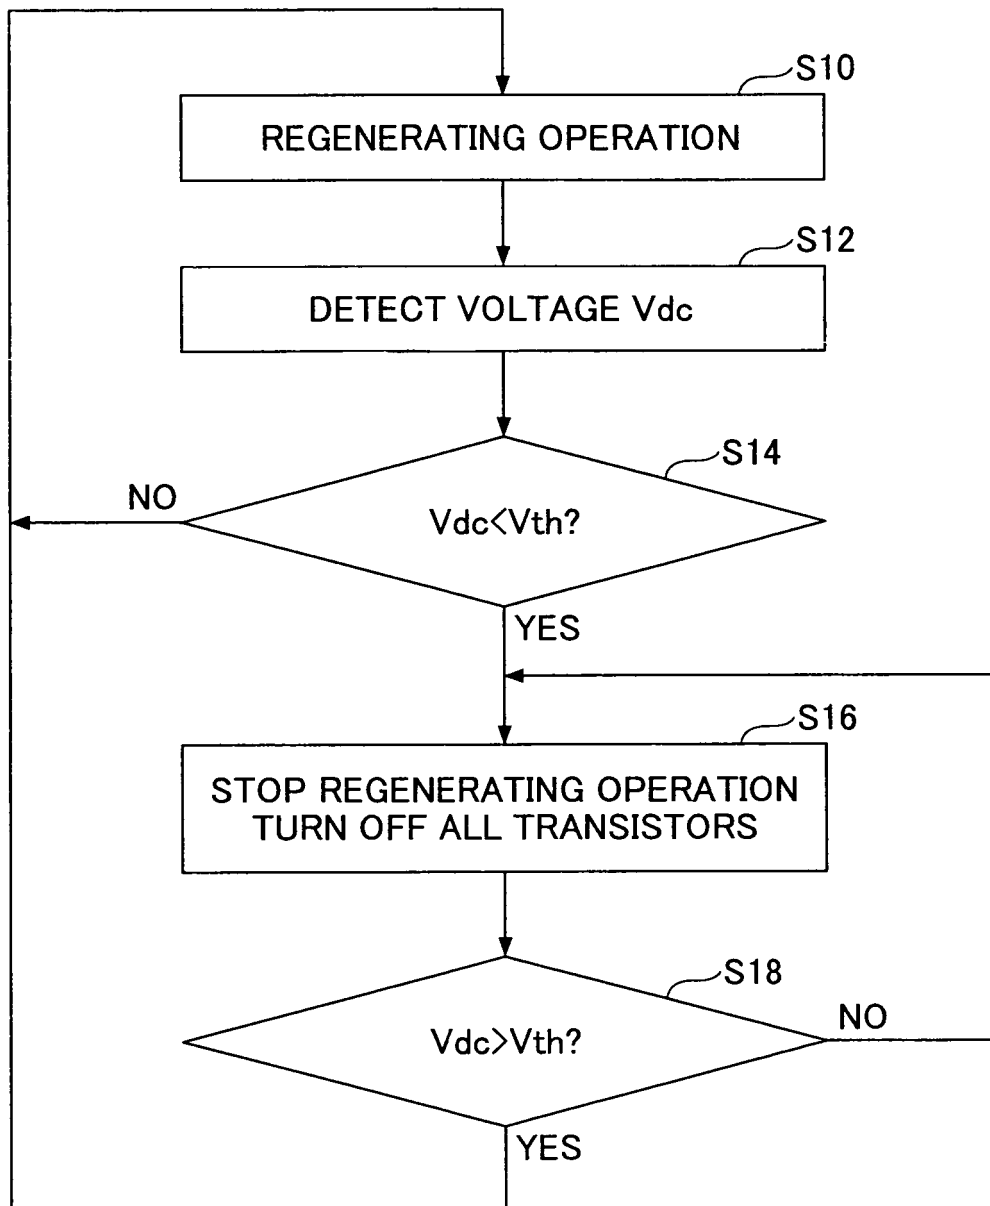 S10
REGENERATING OPERATION
S12
DETECT VOLTAGE Vdc
S14
NO
Vdc<Vth?
YES
S16
STOP REGENERATING OPERATION
TURN OFF ALL TRANSISTORS
S18
Vdc>Vth?
NO
YES